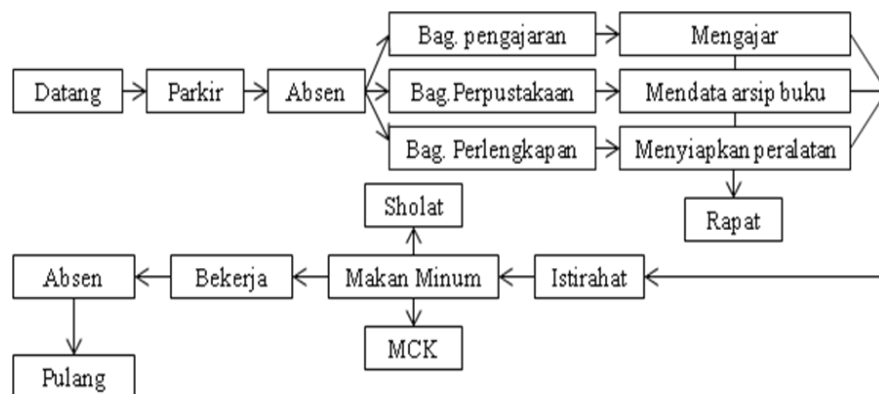 Bag. pengajaran
Mengajar
Datang
Parkir
Absen
Bag.Perpustakaan
Mendata arsip buku
Bag. Perlengkapan
Menyiapkan peralatan
Sholat
Rapat
Absen
Bekerja
Makan Minum
Istirahat
MCK
Pulang